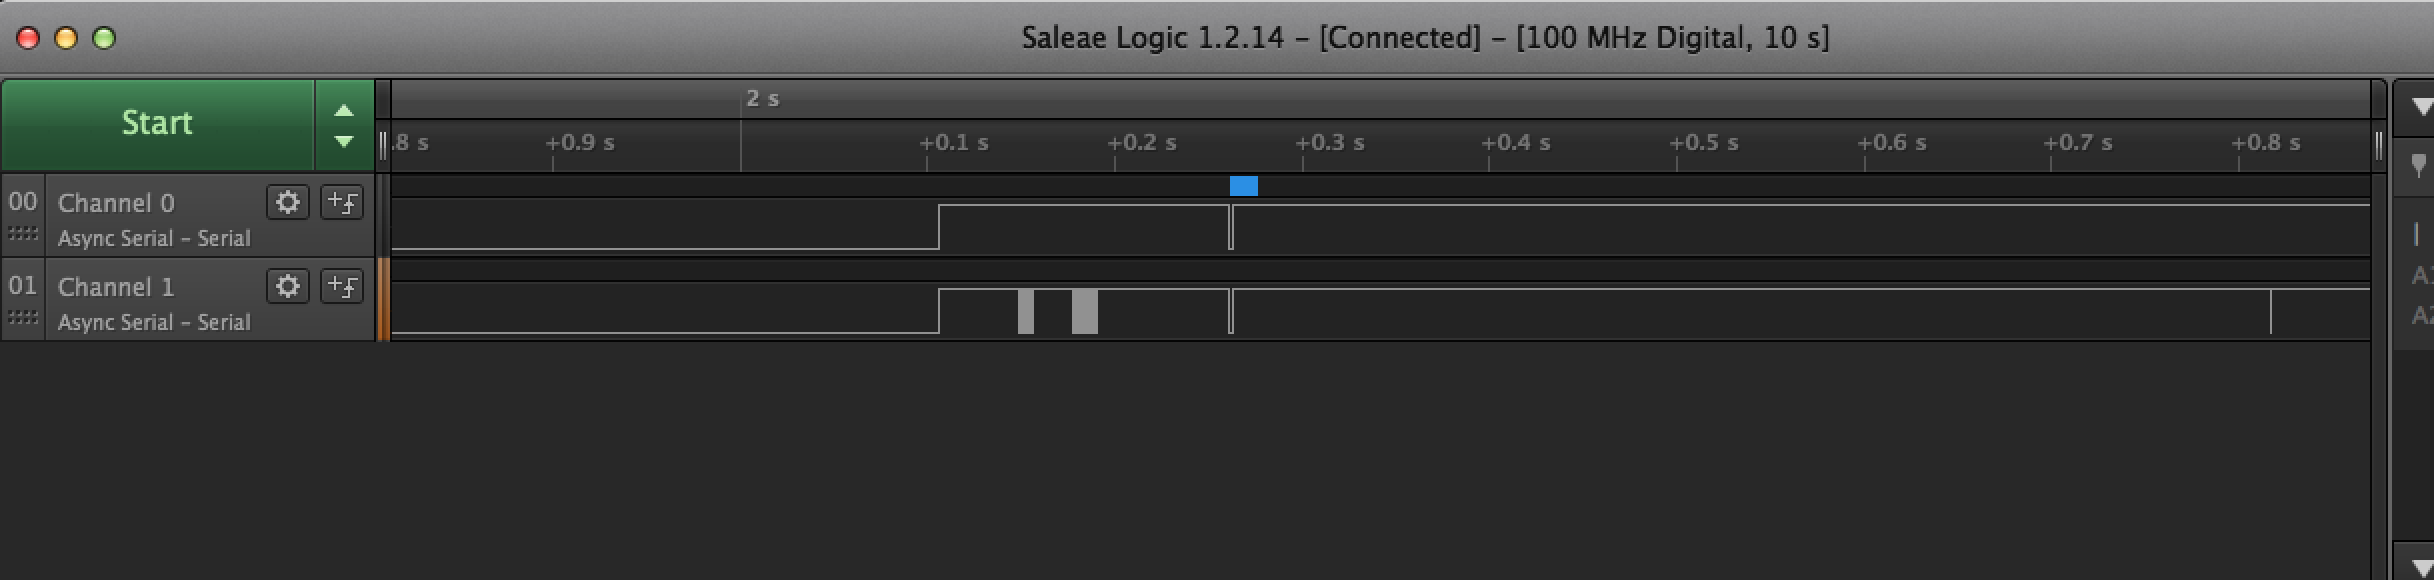 Saleae Logic 1.2.14 – [Connected] – [100 MHz Digital, 10 s]
Start
2 s
.8 s +0.9 s +0.1 s +0.2 s +0.3 s +0.4 s +0.5 s +0.6 s +0.7 s +0.8 s
00 Channel 0
Async Serial – Serial
01 Channel 1
Async Serial – Serial